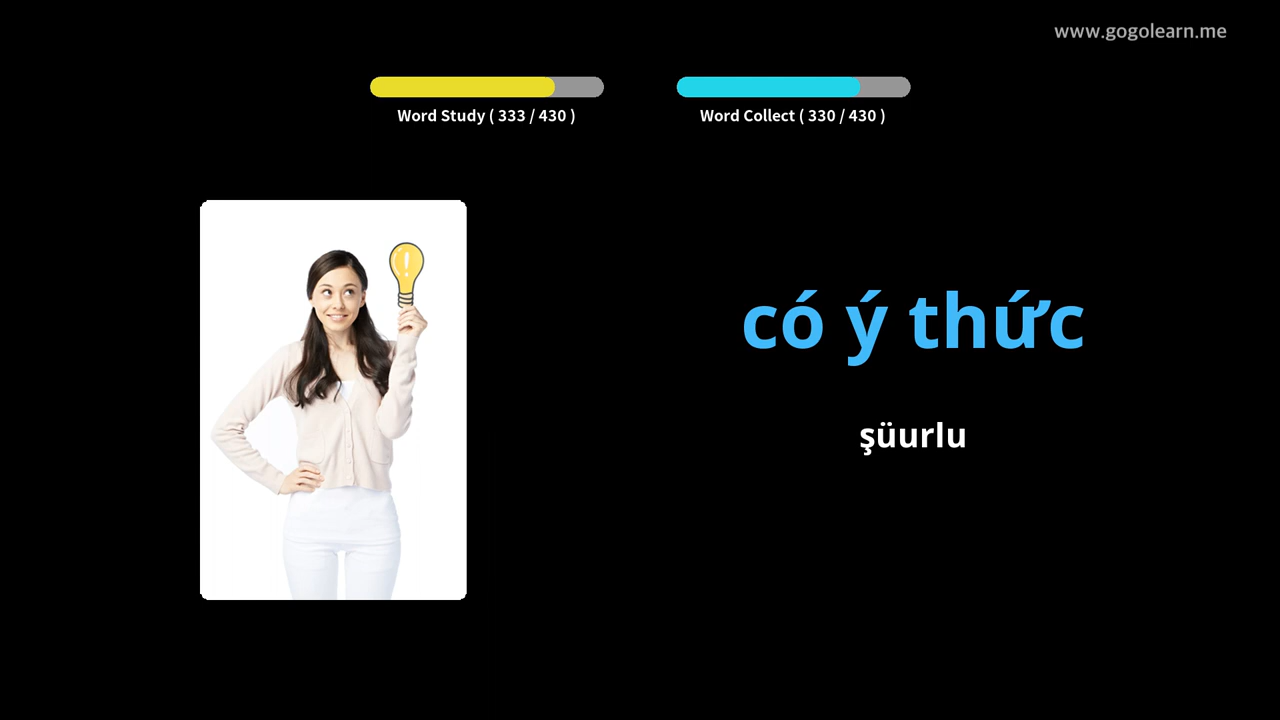 www.gogolearn.me
Word Study ( 333 / 430 )
Word Collect ( 330 / 430 )
có ý thức
şüurlu